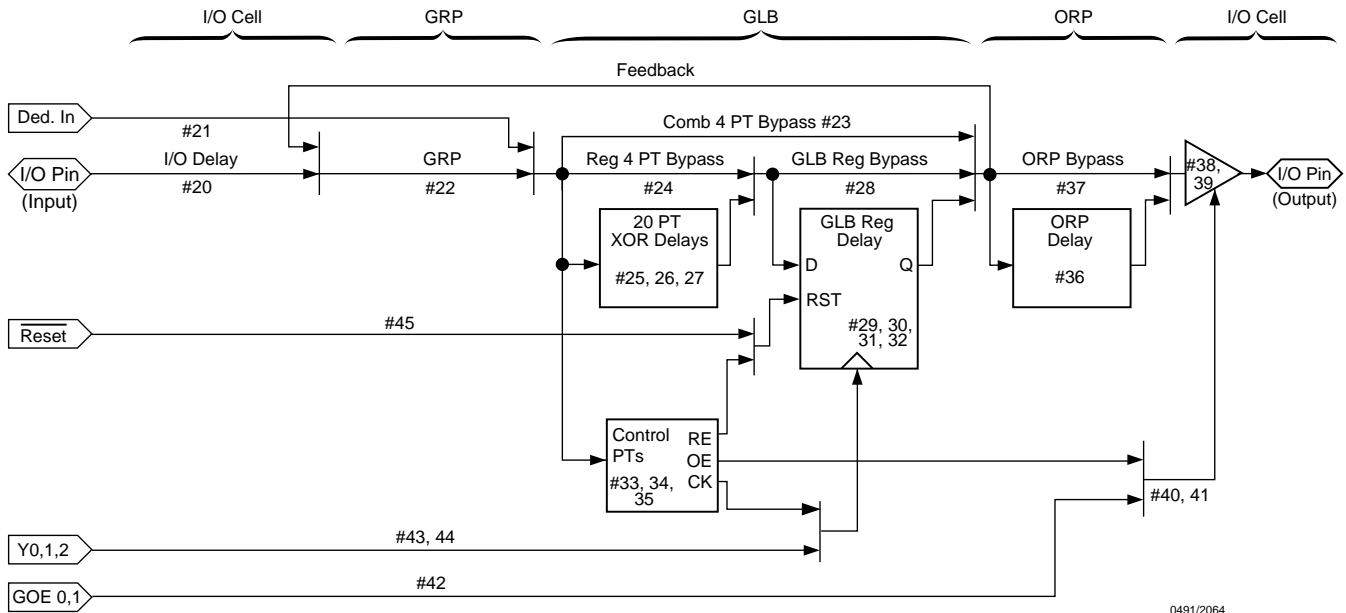 I/O Cell
GRP
GLB
ORP
I/O Cell
Feedback
Ded. In
#21
Comb 4 PT Bypass #23
I/O Pin
(Input)
I/O Delay
#20
GRP
#22
Reg 4 PT Bypass
#24
GLB Reg Bypass
#28
ORP Bypass
#37
#38,
39
I/O Pin
(Output)
20 PT
XOR Delays
#25, 26, 27
GLB Reg
Delay
D
Q
RST
#29, 30,
31, 32
ORP
Delay
#36
Reset
#45
Control
PTs
#33, 34,
35
RE
OE
CK
#40, 41
Y0,1,2
#43, 44
GOE 0,1
#42
0491/2064